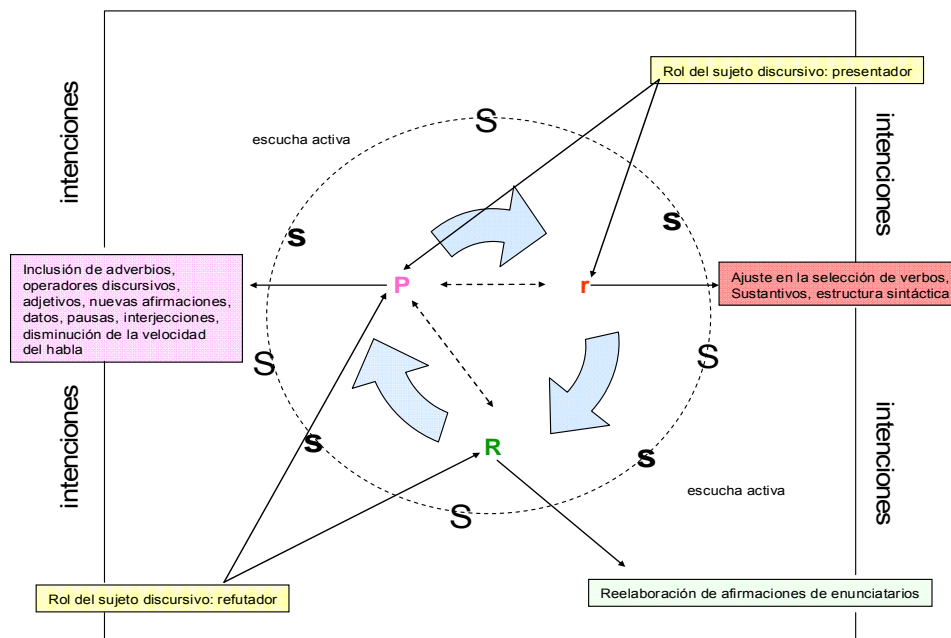 Rol del sujeto discursivo: presentador
intenciones
intenciones
S
escucha activa
s
s
Inclusión de adverbios,
operadores discursivos,
adjetivos, nuevas afirmaciones,
datos, pausas, interjecciones,
disminución de la velocidad
del habla
P
r
Ajuste en la selección de verbos,
Sustantivos, estructura sintáctica
S
S
intenciones
intenciones
s
R
s
escucha activa
S
Rol del sujeto discursivo: refutador
Reelaboración de afirmaciones de enunciatarios